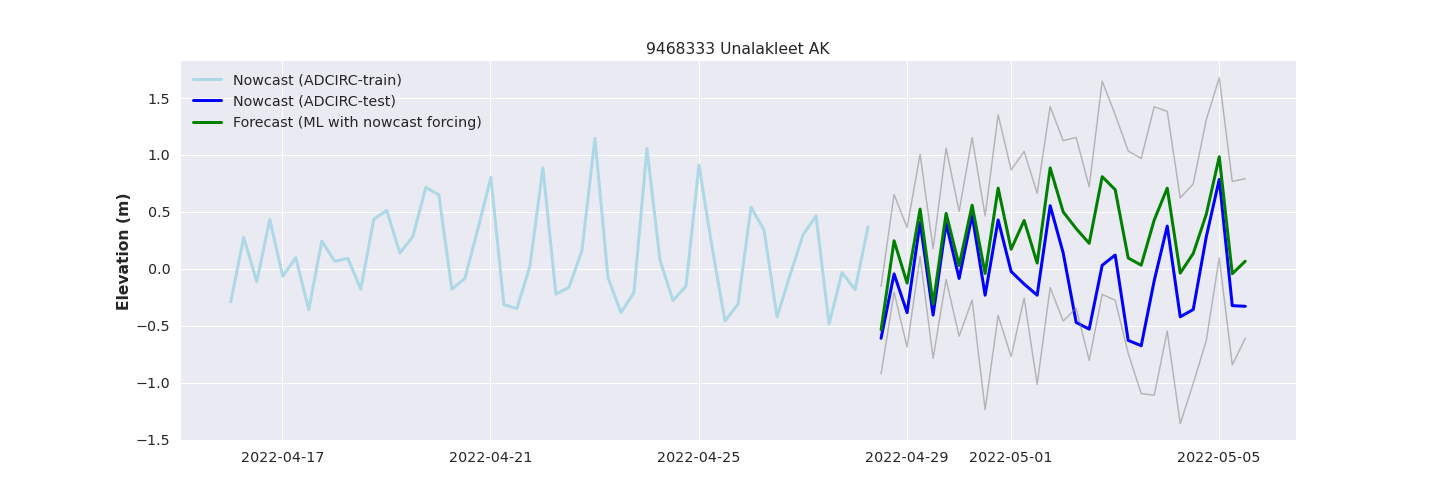 9468333 Unalakleet AK
Nowcast (ADCIRC-train)
Nowcast (ADCIRC-test)
Forecast (ML with nowcast forcing)
Elevation (m)
1.5
1.0
0.5
0.0
−0.5
−1.0
−1.5
2022-04-17 2022-04-21 2022-04-25 2022-04-29 2022-05-01 2022-05-05